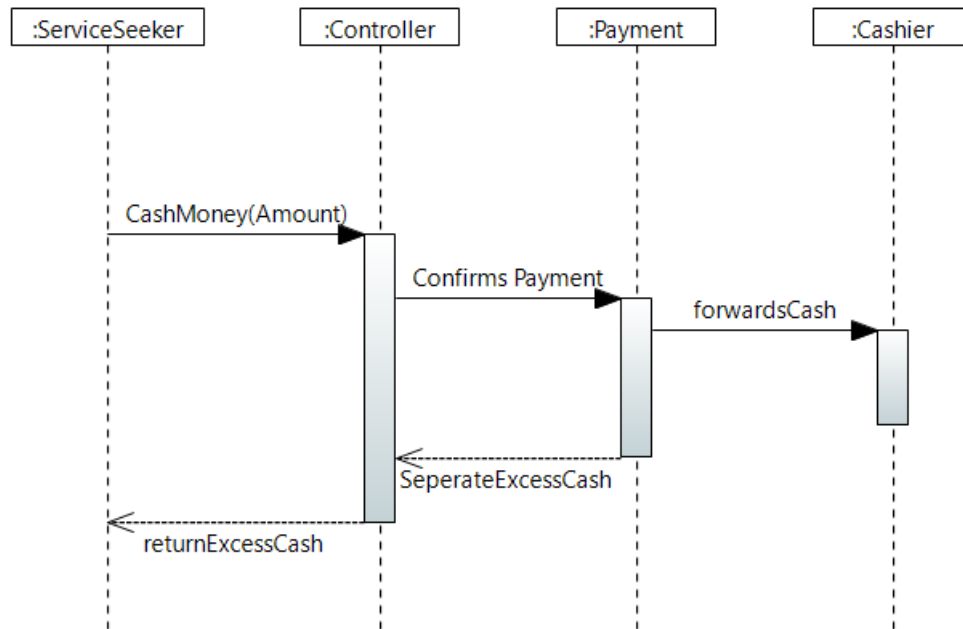 :ServiceSeeker
:Controller
:Payment
:Cashier
CashMoney(Amount)
Confirms Payment
forwardsCash
SeperateExcessCash
returnExcessCash